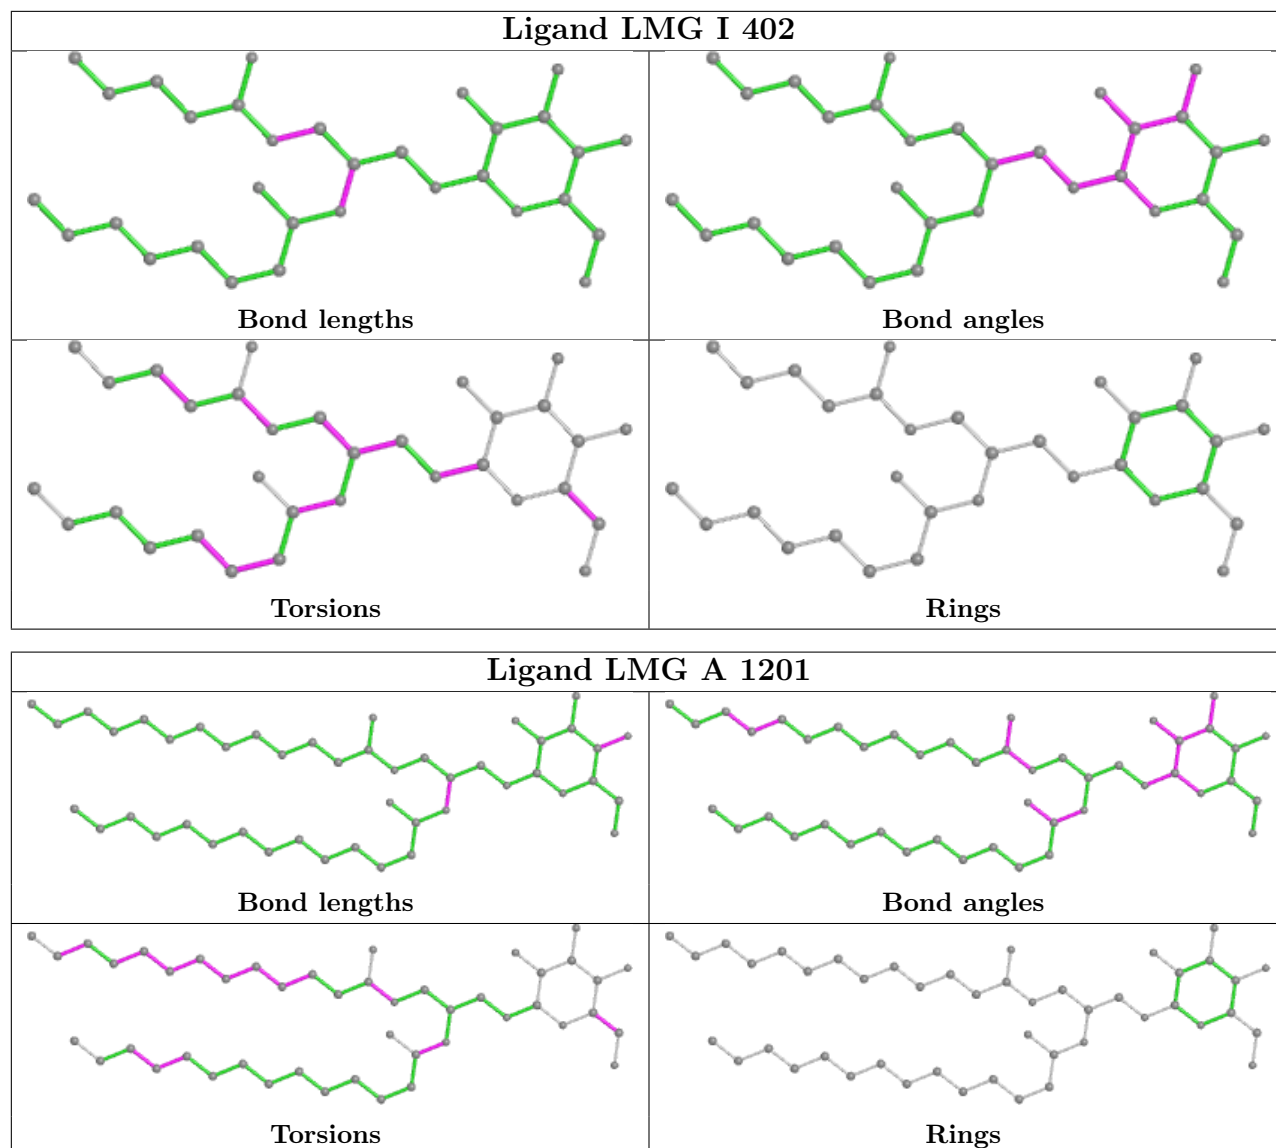 Ligand LMG I 402
Bond lengths
Bond angles
Torsions
Rings
Ligand LMG A 1201
Bond lengths
Bond angles
Torsions
Rings